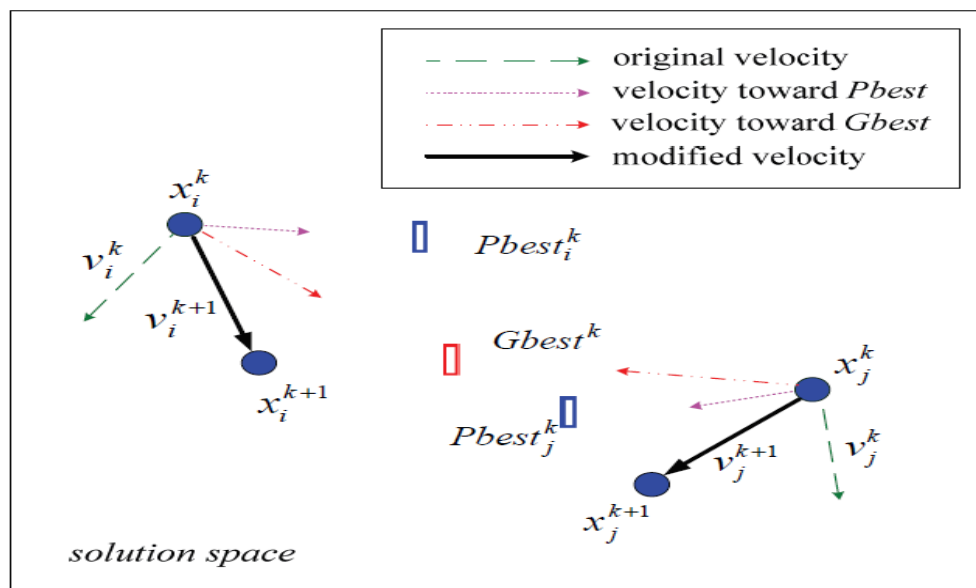 original velocity
velocity toward Pbest
velocity toward Gbest
modified velocity
x_i^k
v_i^k
Pbest_i^k
v_i^{k+1}
Gbest^k
x_j^k
x_i^{k+1}
Pbest_j^k
v_j^{k+1}
v_j^k
x_j^{k+1}
solution space